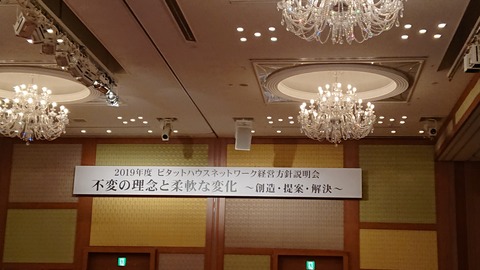 2019年度 ピタットハウスネットワーク経営方針説明会
不変の理念と柔軟な変化 ～創造・提案・解決～